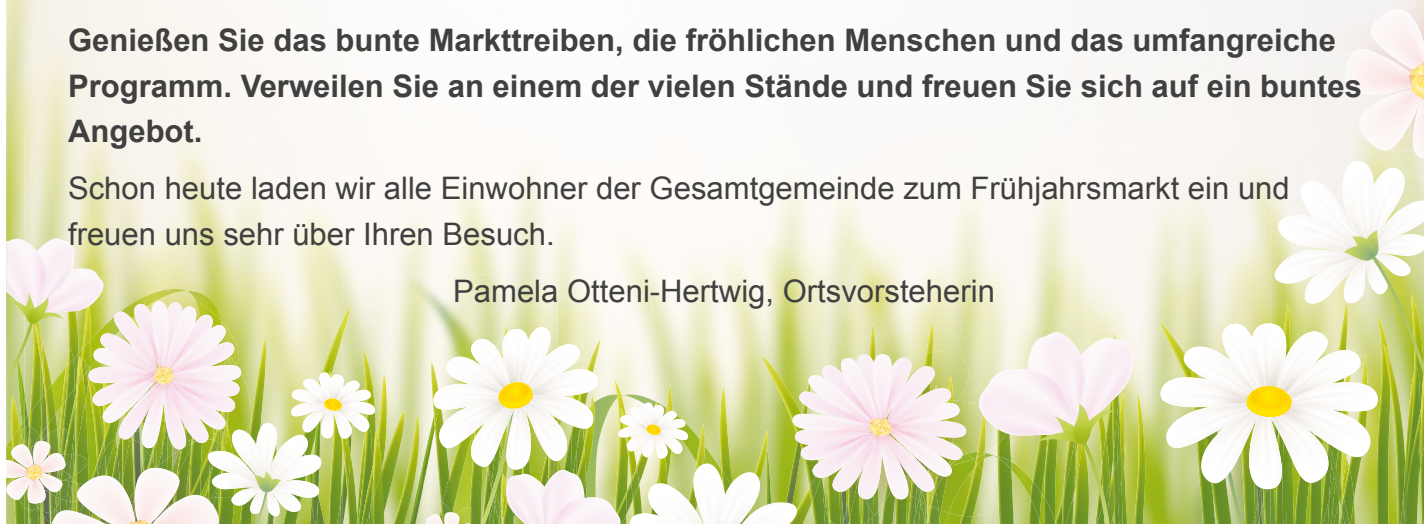 Genießen Sie das bunte Markttreiben, die fröhlichen Menschen und das umfangreiche
Programm. Verweilen Sie an einem der vielen Stände und freuen Sie sich auf ein buntes
Angebot.
Schon heute laden wir alle Einwohner der Gesamtgemeinde zum Frühjahrsmarkt ein und
freuen uns sehr über Ihren Besuch.
Pamela Otteni-Hertwig, Ortsvorsteherin